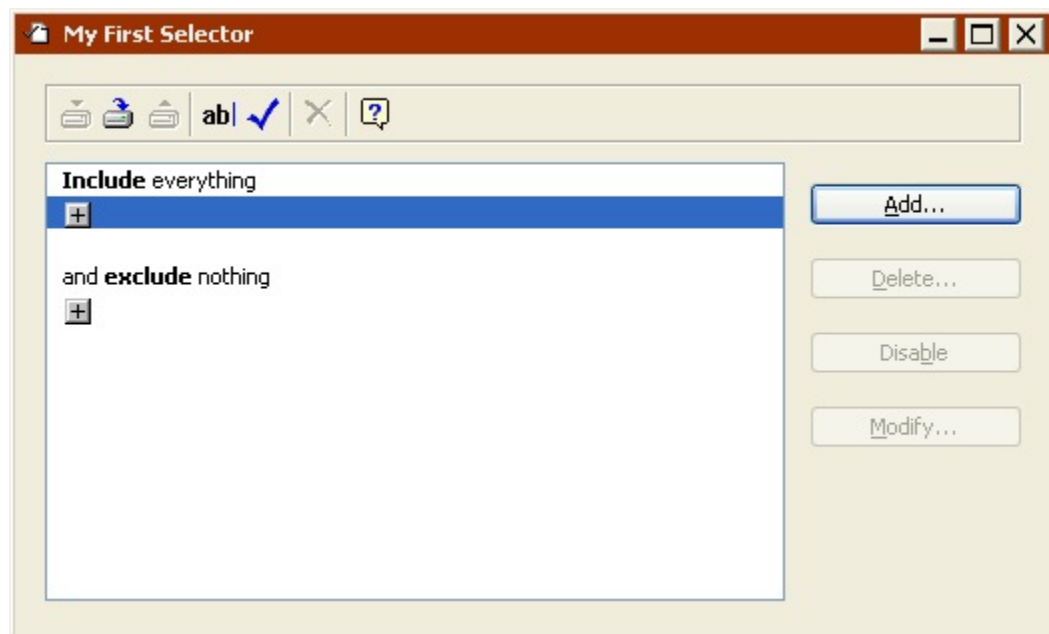 My First Selector
ab
Include everything
Add...
and exclude nothing
Delete...
Disable
Modify...